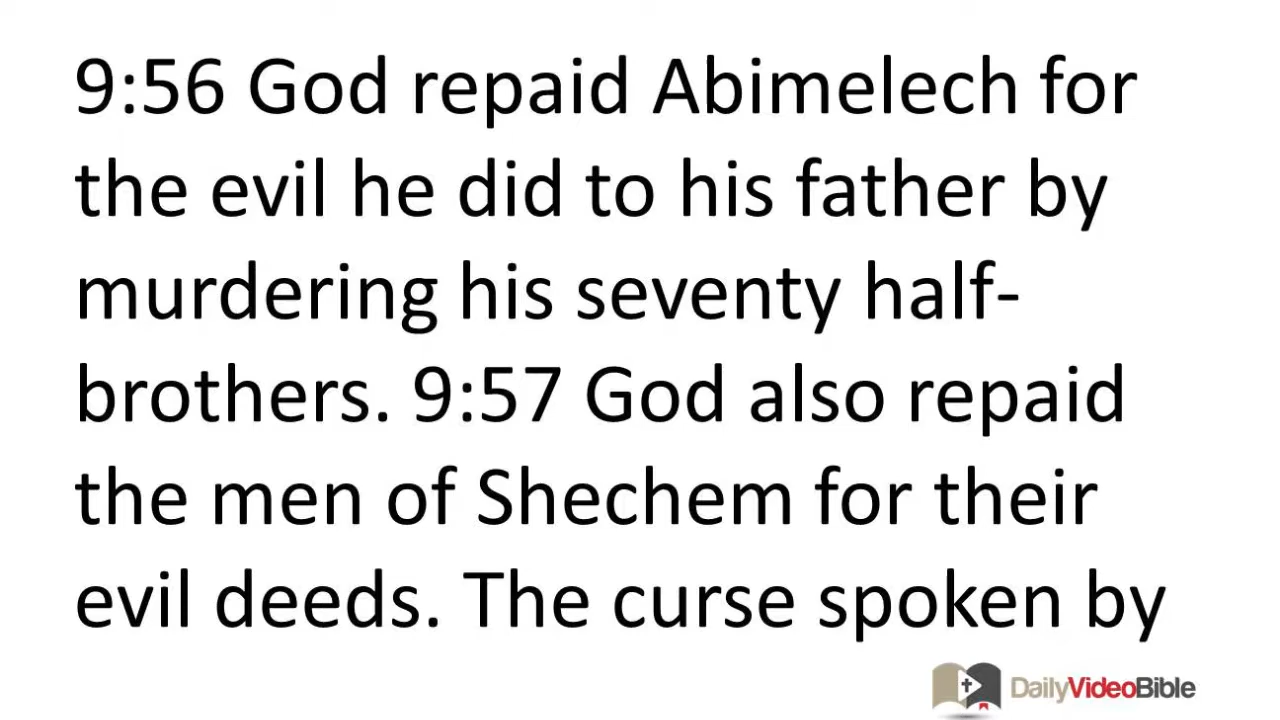 9:56 God repaid Abimelech for
the evil he did to his father by
murdering his seventy half-
brothers. 9:57 God also repaid
the men of Shechem for their
evil deeds. The curse spoken by
DailyVideoBible